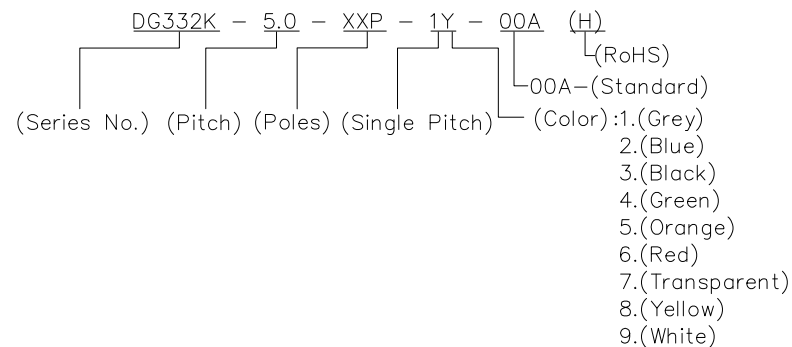 DG332K - 5.0 - XXP - 1Y - 00A (H)
(RoHS)
00A-(Standard)
(Series No.) (Pitch) (Poles) (Single Pitch) (Color):1.(Grey)
2.(Blue)
3.(Black)
4.(Green)
5.(Orange)
6.(Red)
7.(Transparent)
8.(Yellow)
9.(White)